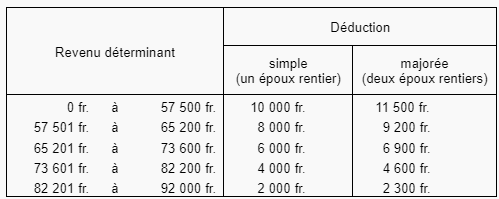 Revenu déterminant
Déduction
simple
(un époux rentier)
majorée
(deux époux rentiers)
0 fr. à 57 500 fr. 10 000 fr. 11 500 fr.
57 501 fr. à 65 200 fr. 8 000 fr. 9 200 fr.
65 201 fr. à 73 600 fr. 6 000 fr. 6 900 fr.
73 601 fr. à 82 200 fr. 4 000 fr. 4 600 fr.
82 201 fr. à 92 000 fr. 2 000 fr. 2 300 fr.